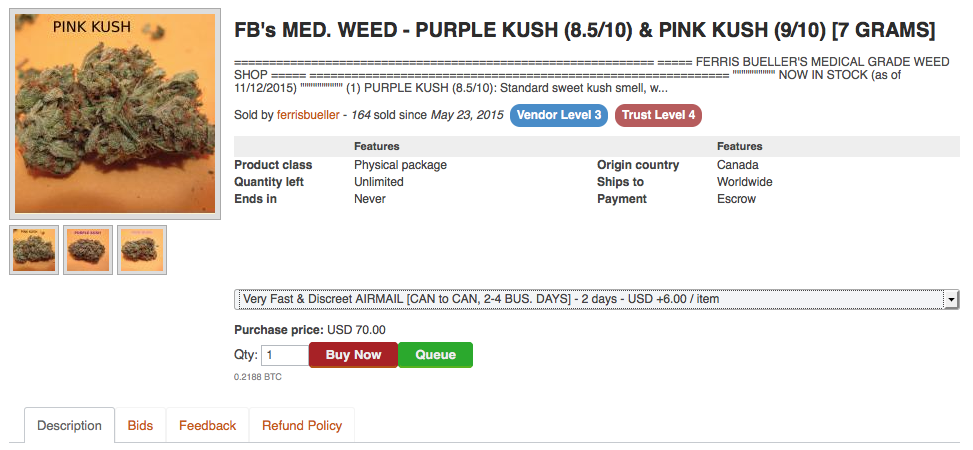 PINK KUSH
FB's MED. WEED - PURPLE KUSH (8.5/10) & PINK KUSH (9/10) [7 GRAMS]
============================================================ ===== FERRIS BUELLER'S MEDICAL GRADE WEED
SHOP ===== ============================================================ """"""""""" NOW IN STOCK (as of
11/12/2015) """"""""""" (1) PURPLE KUSH (8.5/10): Standard sweet kush smell, w...
Sold by ferrisbueller - 164 sold since May 23, 2015 Vendor Level 3 Trust Level 4
Features Features
Product class Physical package Origin country Canada
Quantity left Unlimited Ships to Worldwide
Ends in Never Payment Escrow
PINK KUSH PURPLE KUSH
Very Fast & Discreet AIRMAIL [CAN to CAN, 2-4 BUS. DAYS] - 2 days - USD +6.00 / item
Purchase price: USD 70.00
Qty: 1 Buy Now Queue
0.2188 BTC
Description Bids Feedback Refund Policy